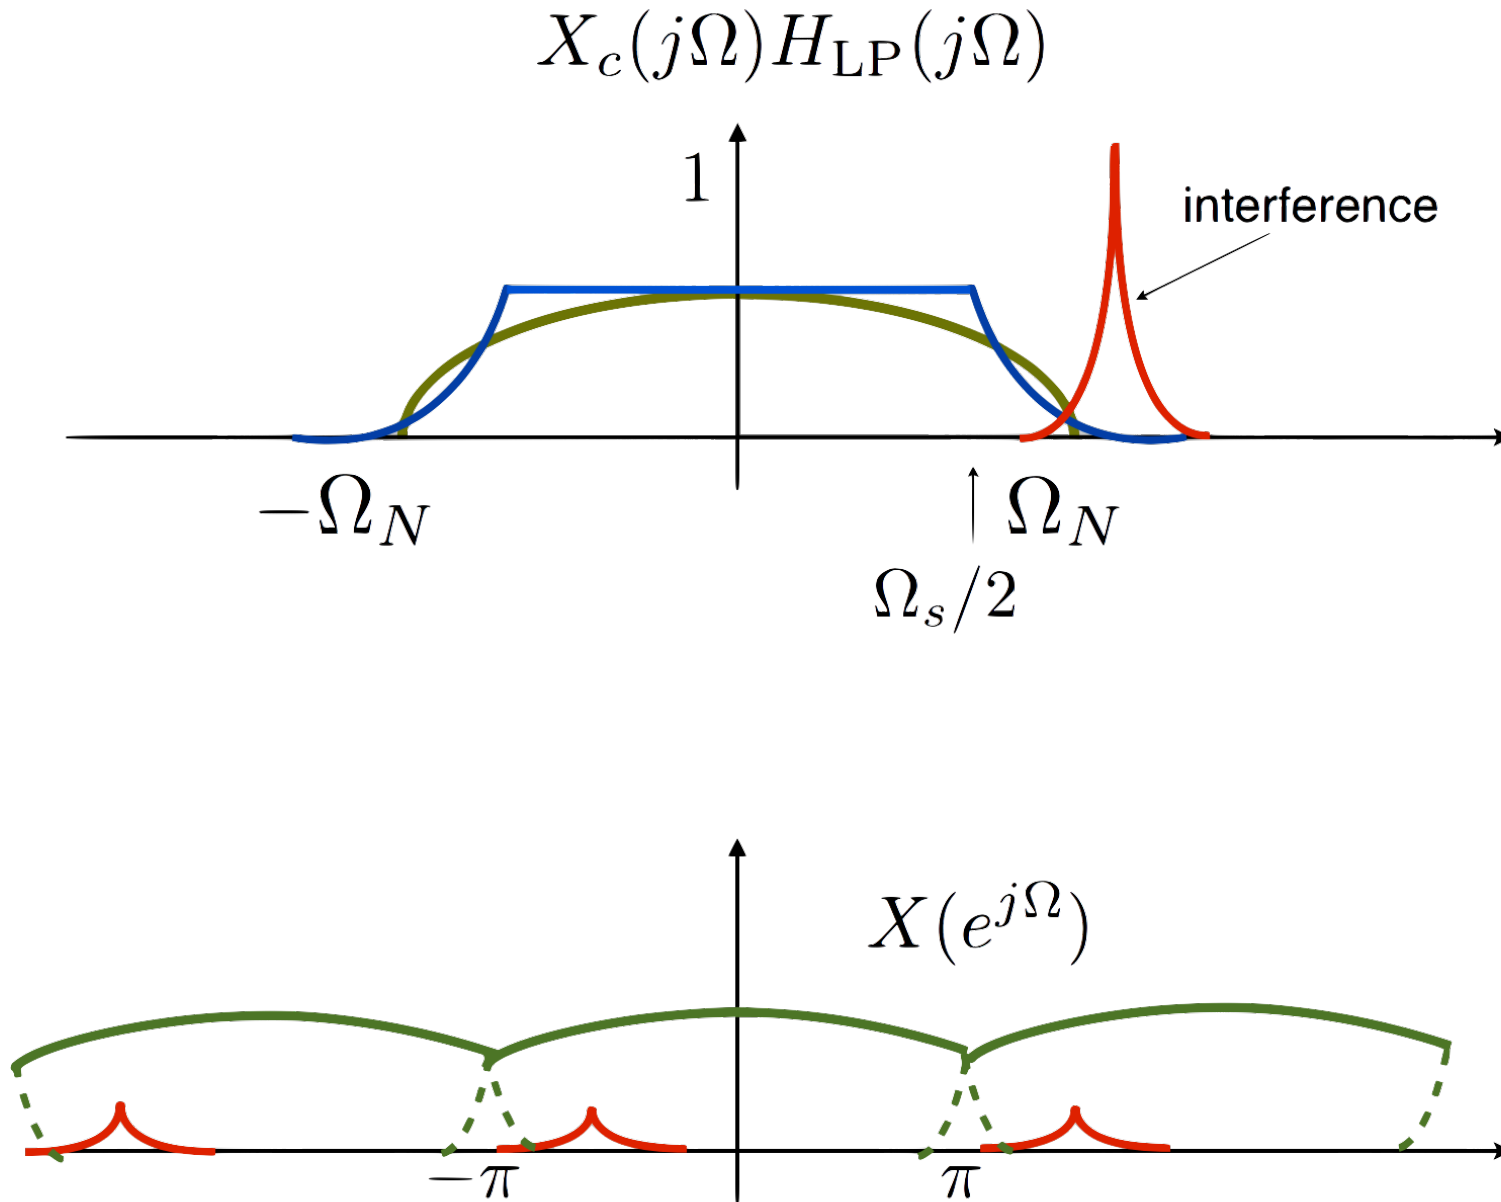 X_c(jΩ)H_LP(jΩ)
1
interference
−Ω_N
Ω_N
Ω_s/2
X(e^{jΩ})
−π
π